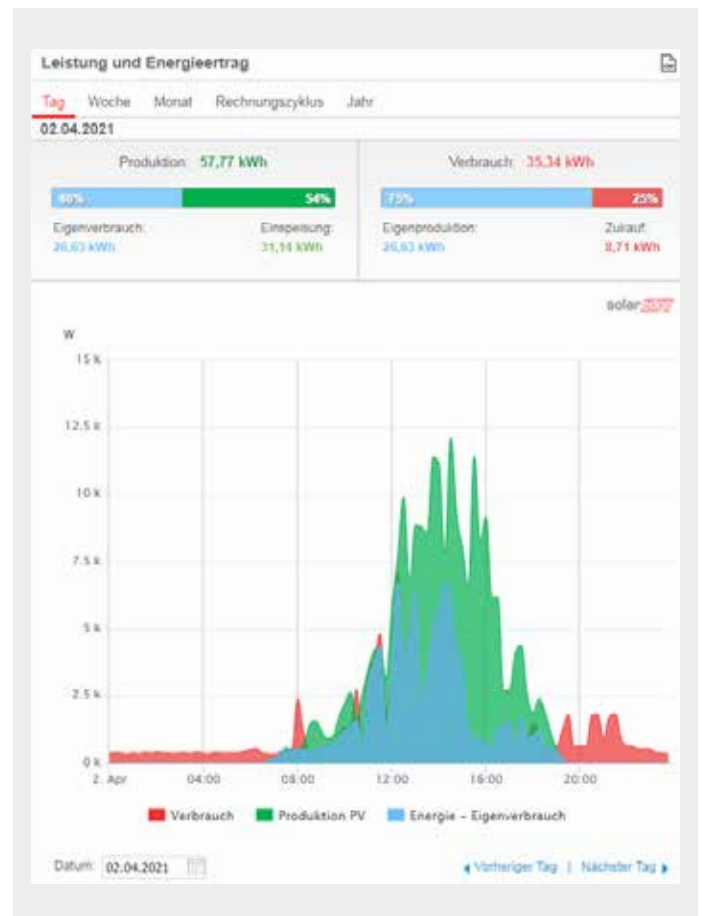 Leistung und Energieertrag
Tag Woche Monat Rechnungszyklus Jahr
02.04.2021
Produktion: 57,77 kWh Verbrauch: 35,34 kWh
46% 54% 75% 25%
Eigenverbrauch: Einspeisung: Eigenproduktion: Zukauf:
26,63 kWh 31,14 kWh 26,63 kWh 8,71 kWh
solaredge
W
15 k
12.5 k
10 k
7.5 k
5 k
2.5 k
0 k
2. Apr 04:00 08:00 12:00 16:00 20:00
Verbrauch Produktion PV Energie – Eigenverbrauch
Datum: 02.04.2021 Vorheriger Tag | Nächster Tag